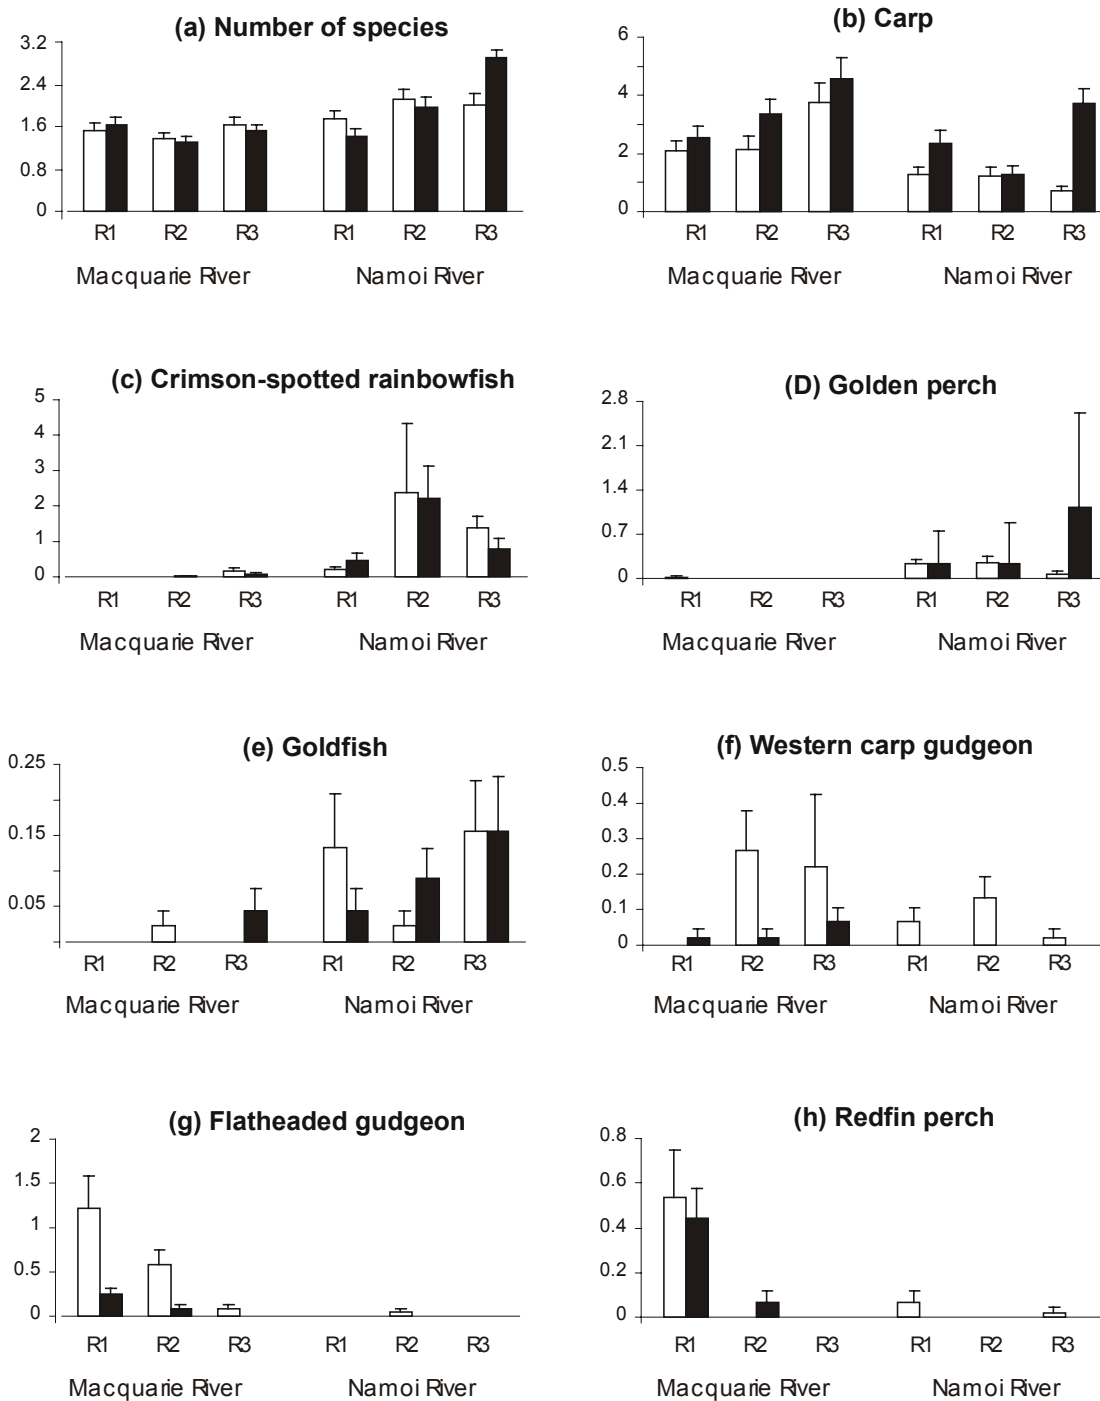 (a) Number of species
3.2
2.4
1.6
0.8
0
R1 R2 R3 R1 R2 R3
Macquarie River Namoi River
(b) Carp
6
4
2
0
R1 R2 R3 R1 R2 R3
Macquarie River Namoi River
(c) Crimson-spotted rainbowfish
5
4
3
2
1
0
R1 R2 R3 R1 R2 R3
Macquarie River Namoi River
(D) Golden perch
2.8
2.1
1.4
0.7
0
R1 R2 R3 R1 R2 R3
Macquarie River Namoi River
(e) Goldfish
0.25
0.15
0.05
R1 R2 R3 R1 R2 R3
Macquarie River Namoi River
(f) Western carp gudgeon
0.5
0.4
0.3
0.2
0.1
0
R1 R2 R3 R1 R2 R3
Macquarie River Namoi River
(g) Flatheaded gudgeon
2
1.5
1
0.5
0
R1 R2 R3 R1 R2 R3
Macquarie River Namoi River
(h) Redfin perch
0.8
0.6
0.4
0.2
0
R1 R2 R3 R1 R2 R3
Macquarie River Namoi River